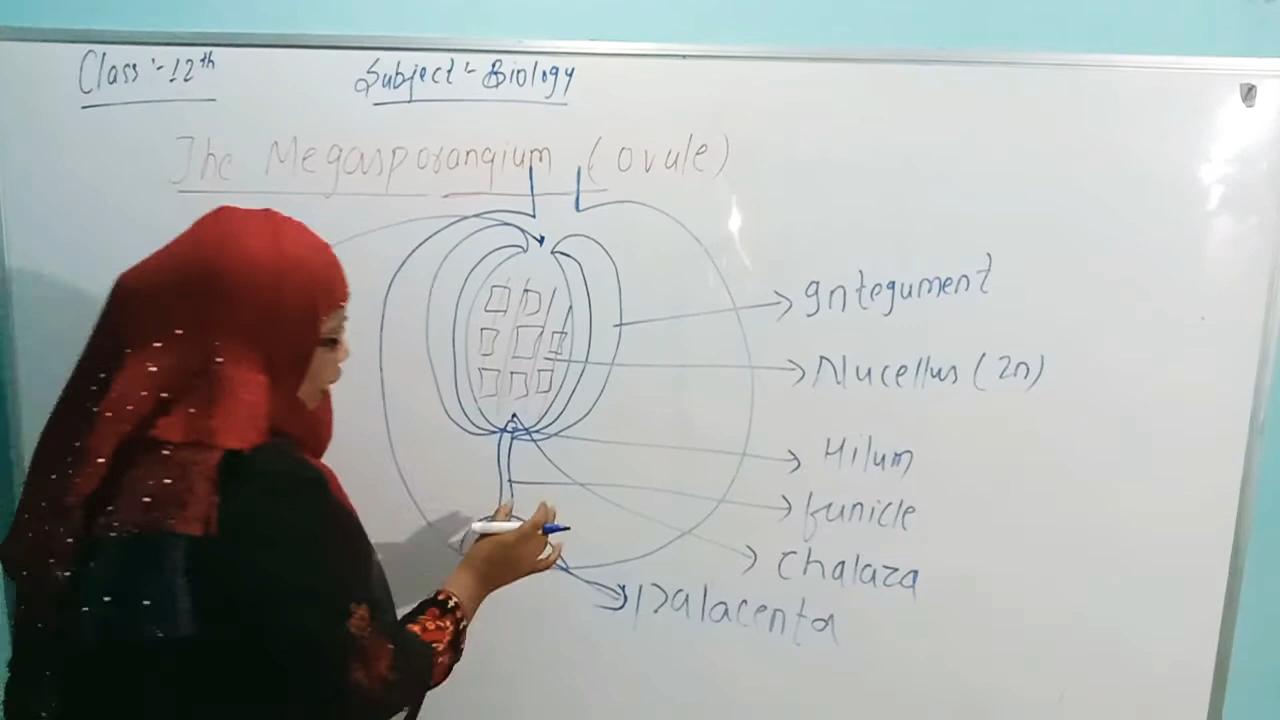 Class :- 12th
Subject :- Biology
The Megasporangium (ovule)
Integument
Nucellus (2n)
Hilum
funicle
Chalaza
Palacenta